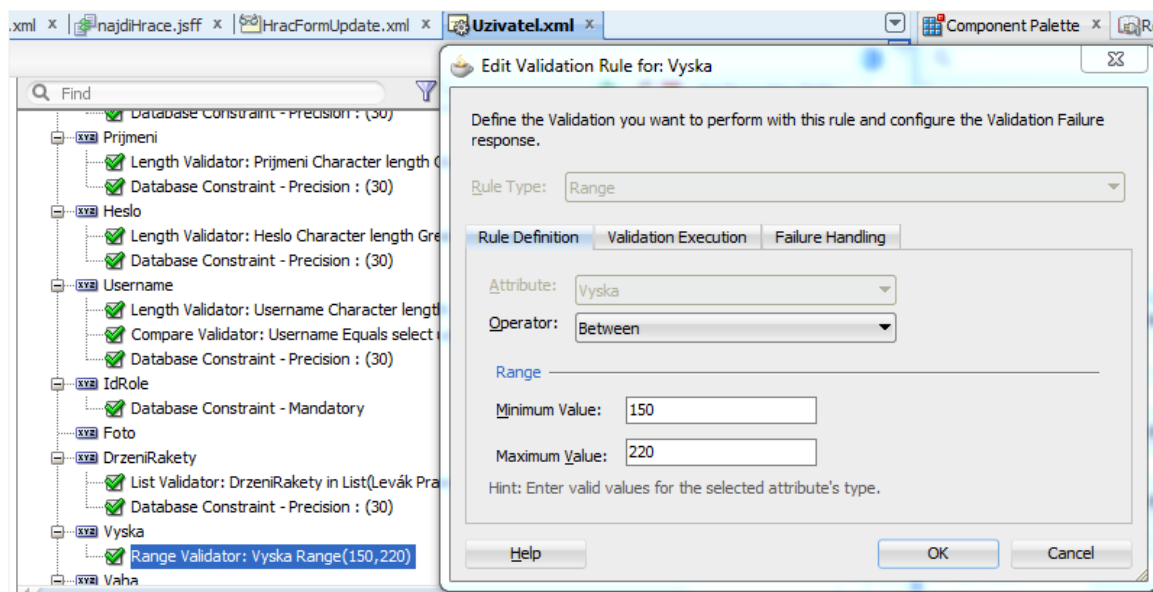 .xml x najdiHrace.jsff x HracFormUpdate.xml x Uzivatel.xml x Component Palette x R
Find
Database Constraint - Precision : (30)
Prijmeni
Length Validator: Prijmeni Character length G
Database Constraint - Precision : (30)
Heslo
Length Validator: Heslo Character length Gre
Database Constraint - Precision : (30)
Username
Length Validator: Username Character lengt
Compare Validator: Username Equals select
Database Constraint - Precision : (30)
IdRole
Database Constraint - Mandatory
Foto
DrzeniRakety
List Validator: DrzeniRakety in List(Levák Pra
Database Constraint - Precision : (30)
Vyska
Range Validator: Vyska Range(150,220)
Vaha
Edit Validation Rule for: Vyska
Define the Validation you want to perform with this rule and configure the Validation Failure
response.
Rule Type: Range
Rule Definition Validation Execution Failure Handling
Attribute: Vyska
Operator: Between
Range
Minimum Value: 150
Maximum Value: 220
Hint: Enter valid values for the selected attribute's type.
Help OK Cancel